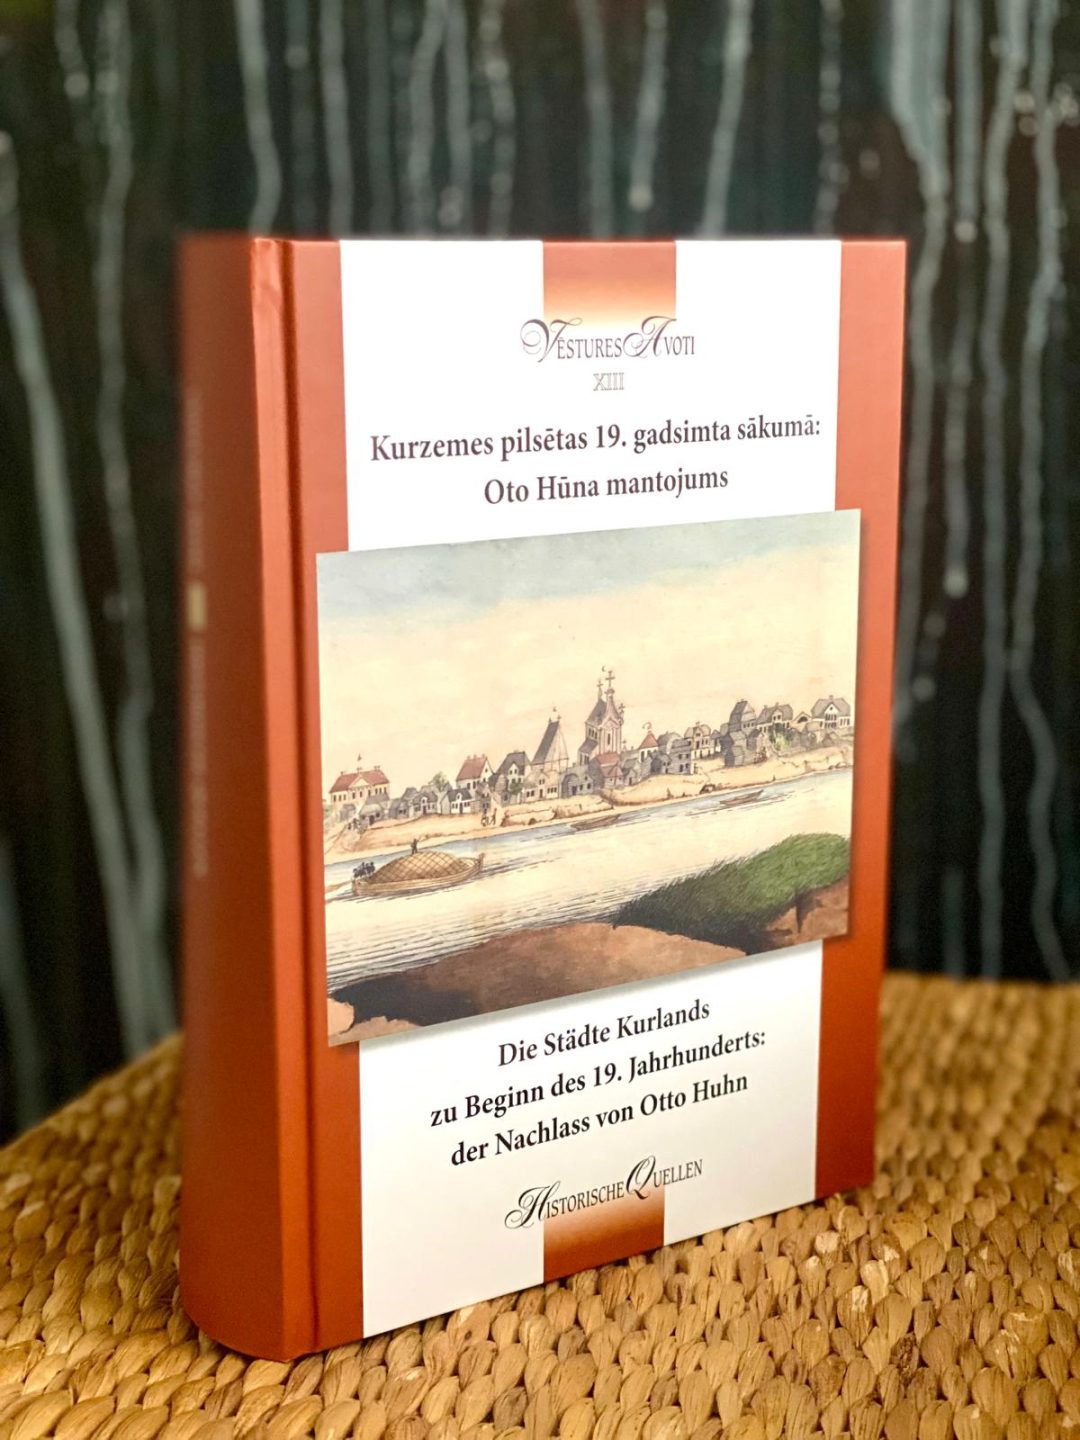 VĒSTURES AVOTI
XIII
Kurzemes pilsētas 19. gadsimta sākumā:
Oto Hūna mantojums
Die Städte Kurlands
zu Beginn des 19. Jahrhunderts:
der Nachlass von Otto Huhn
HISTORISCHE QUELLEN